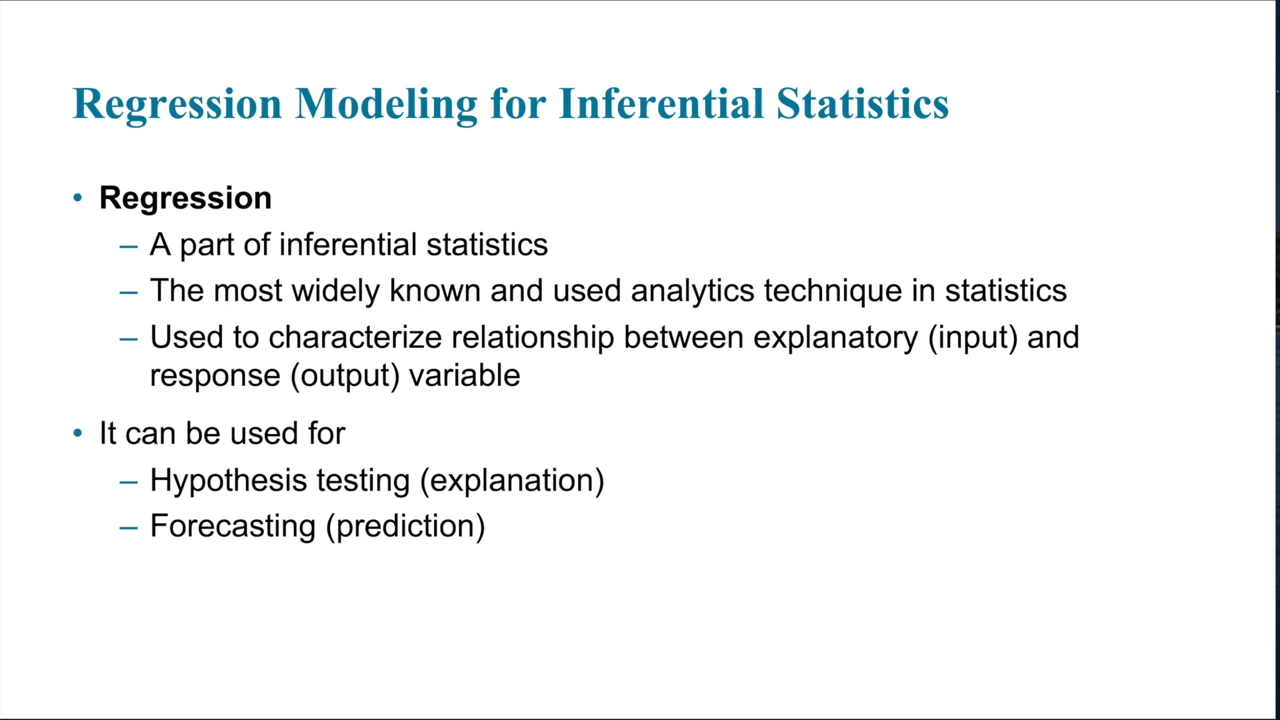 Regression Modeling for Inferential Statistics
• Regression
– A part of inferential statistics
– The most widely known and used analytics technique in statistics
– Used to characterize relationship between explanatory (input) and
response (output) variable
• It can be used for
– Hypothesis testing (explanation)
– Forecasting (prediction)